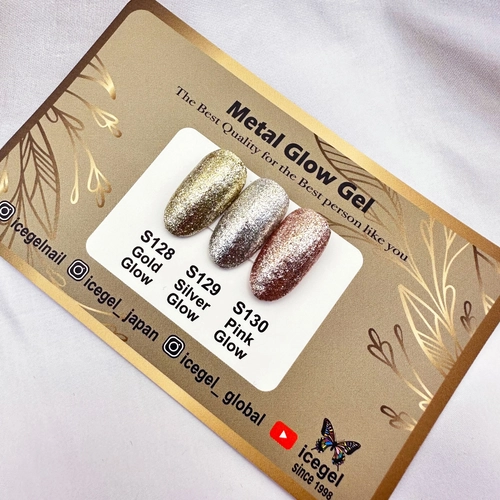 Metal Glow Gel
The Best Quality for the Best person like you
S128
Gold
Glow
S129
Silver
Glow
S130
Pink
Glow
icegelnail
icegel_japan
icegel_global
icegel
since 1998